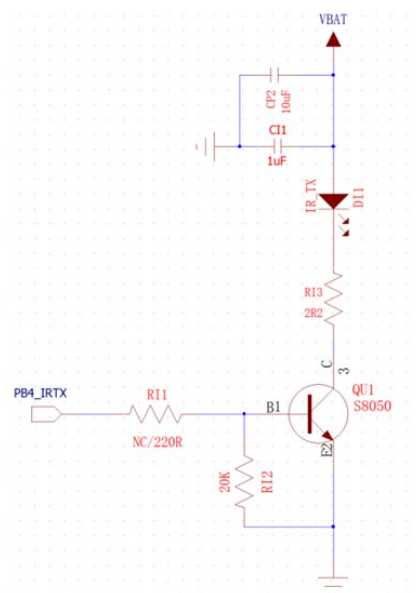 VBAT
CP2
10uF
CI1
1uF
IR_TX
DI1
RI3
2R2
C
3
QU1
S8050
PB4_IRTX
RI1
B1
NC/220R
E2
20K
RI2